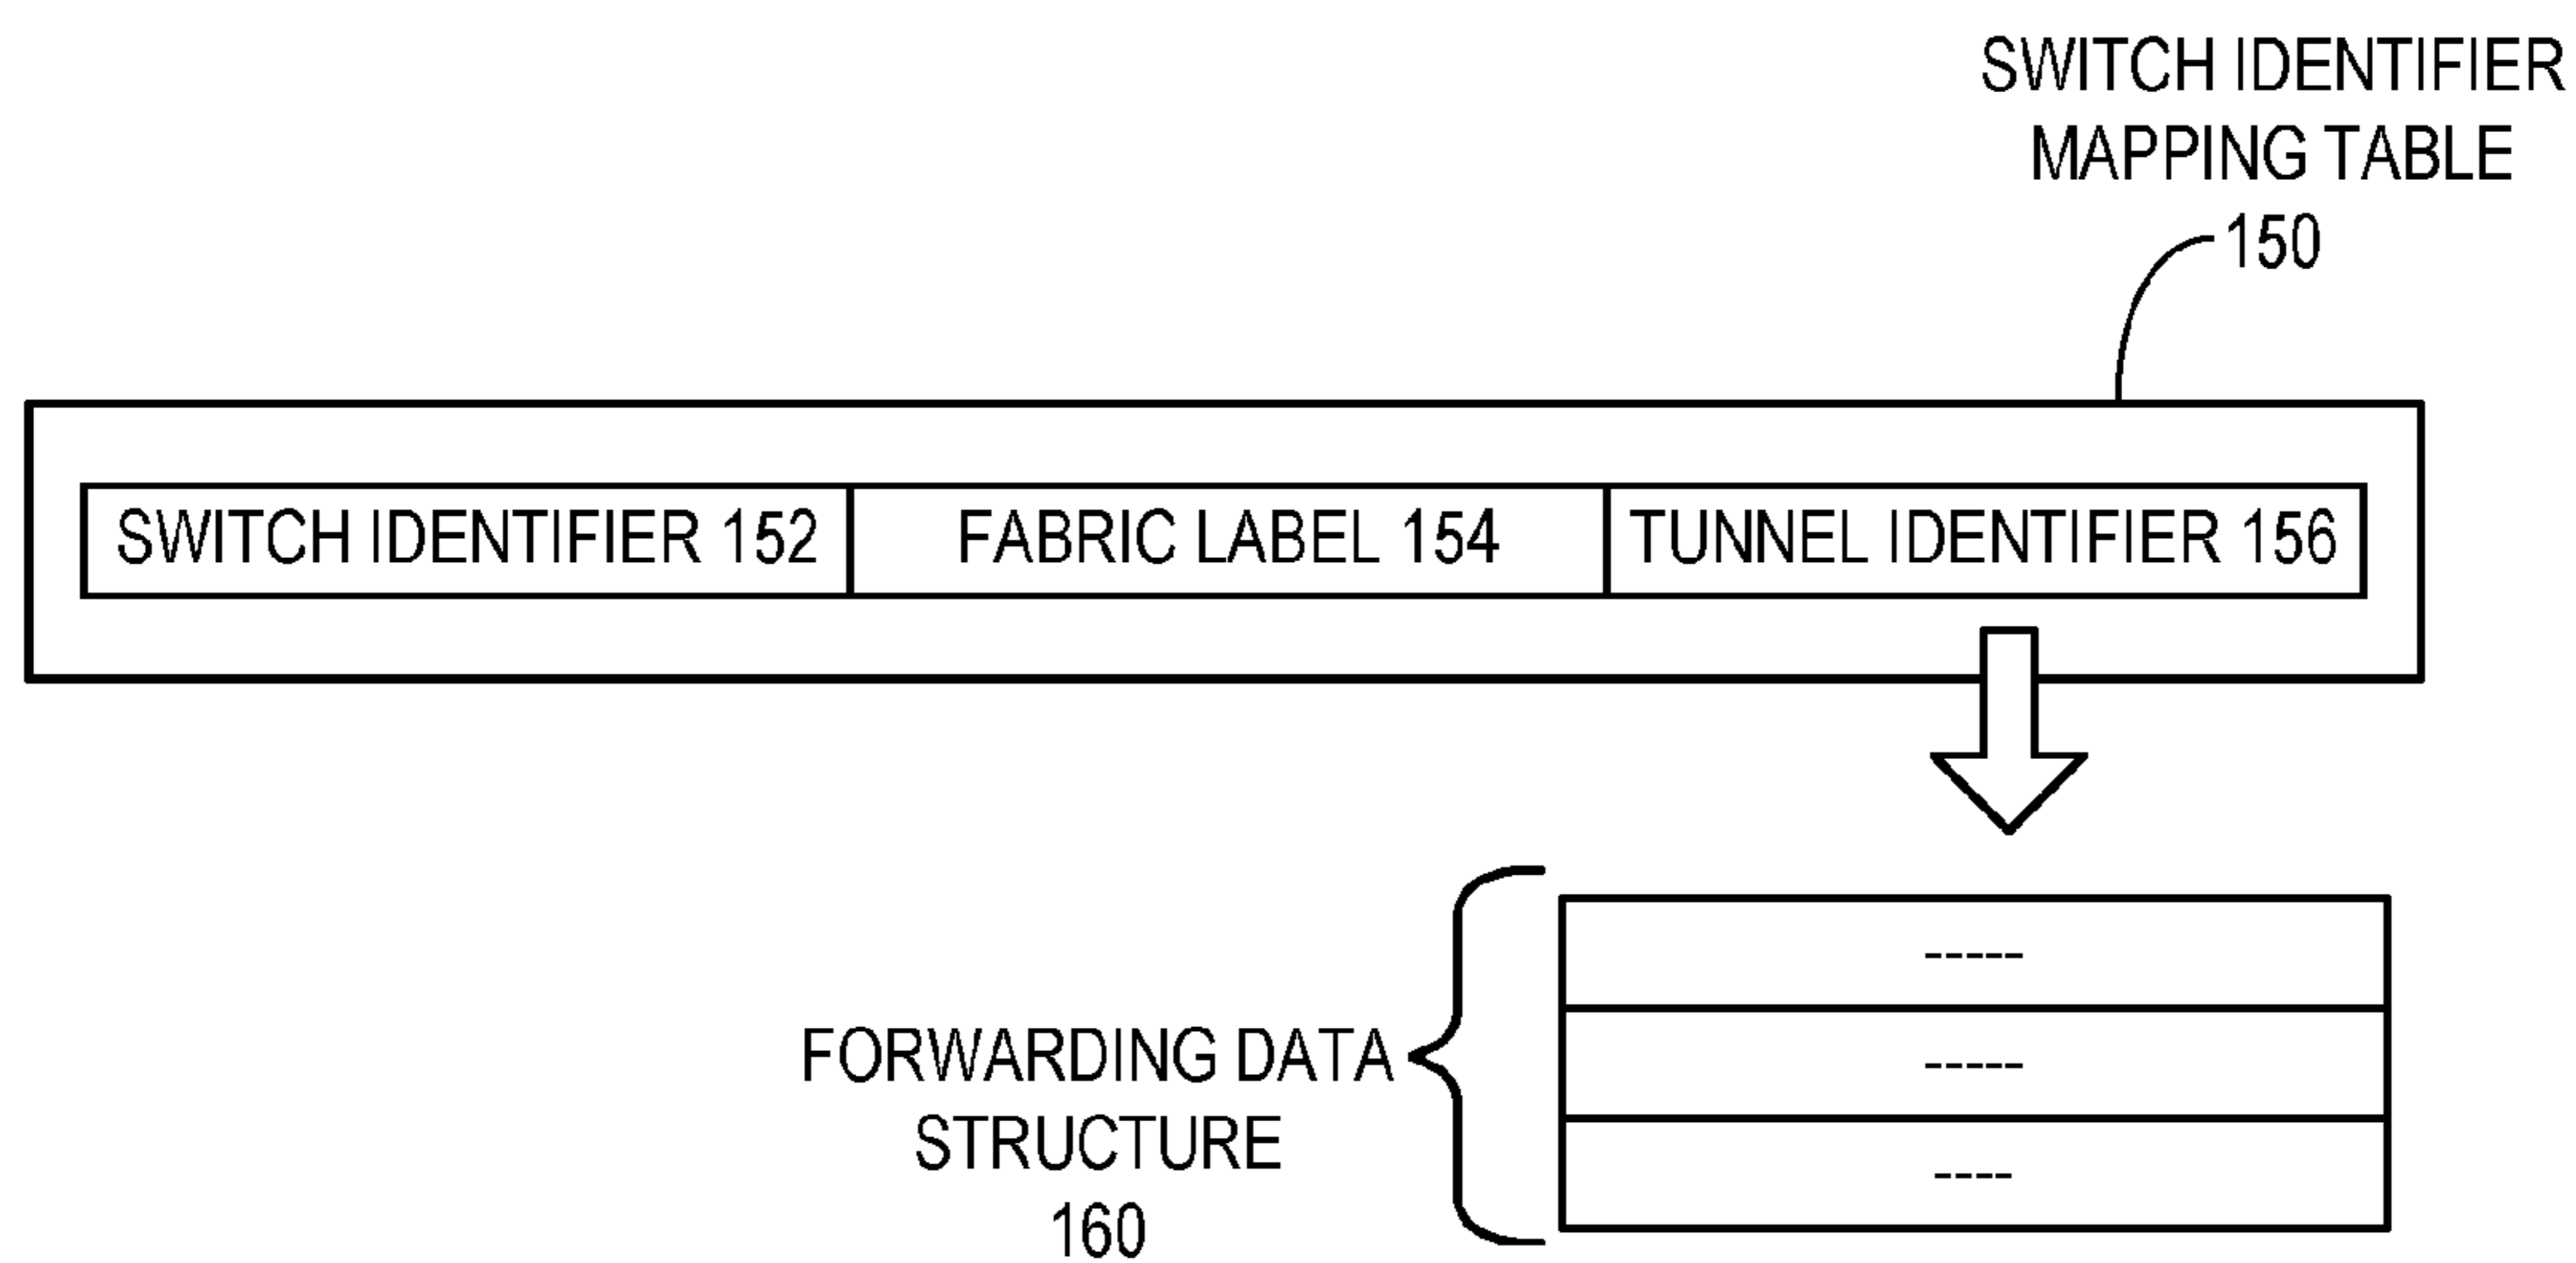 SWITCH IDENTIFIER
MAPPING TABLE
150
SWITCH IDENTIFIER 152 FABRIC LABEL 154 TUNNEL IDENTIFIER 156
-----
-----
----
FORWARDING DATA
STRUCTURE
160